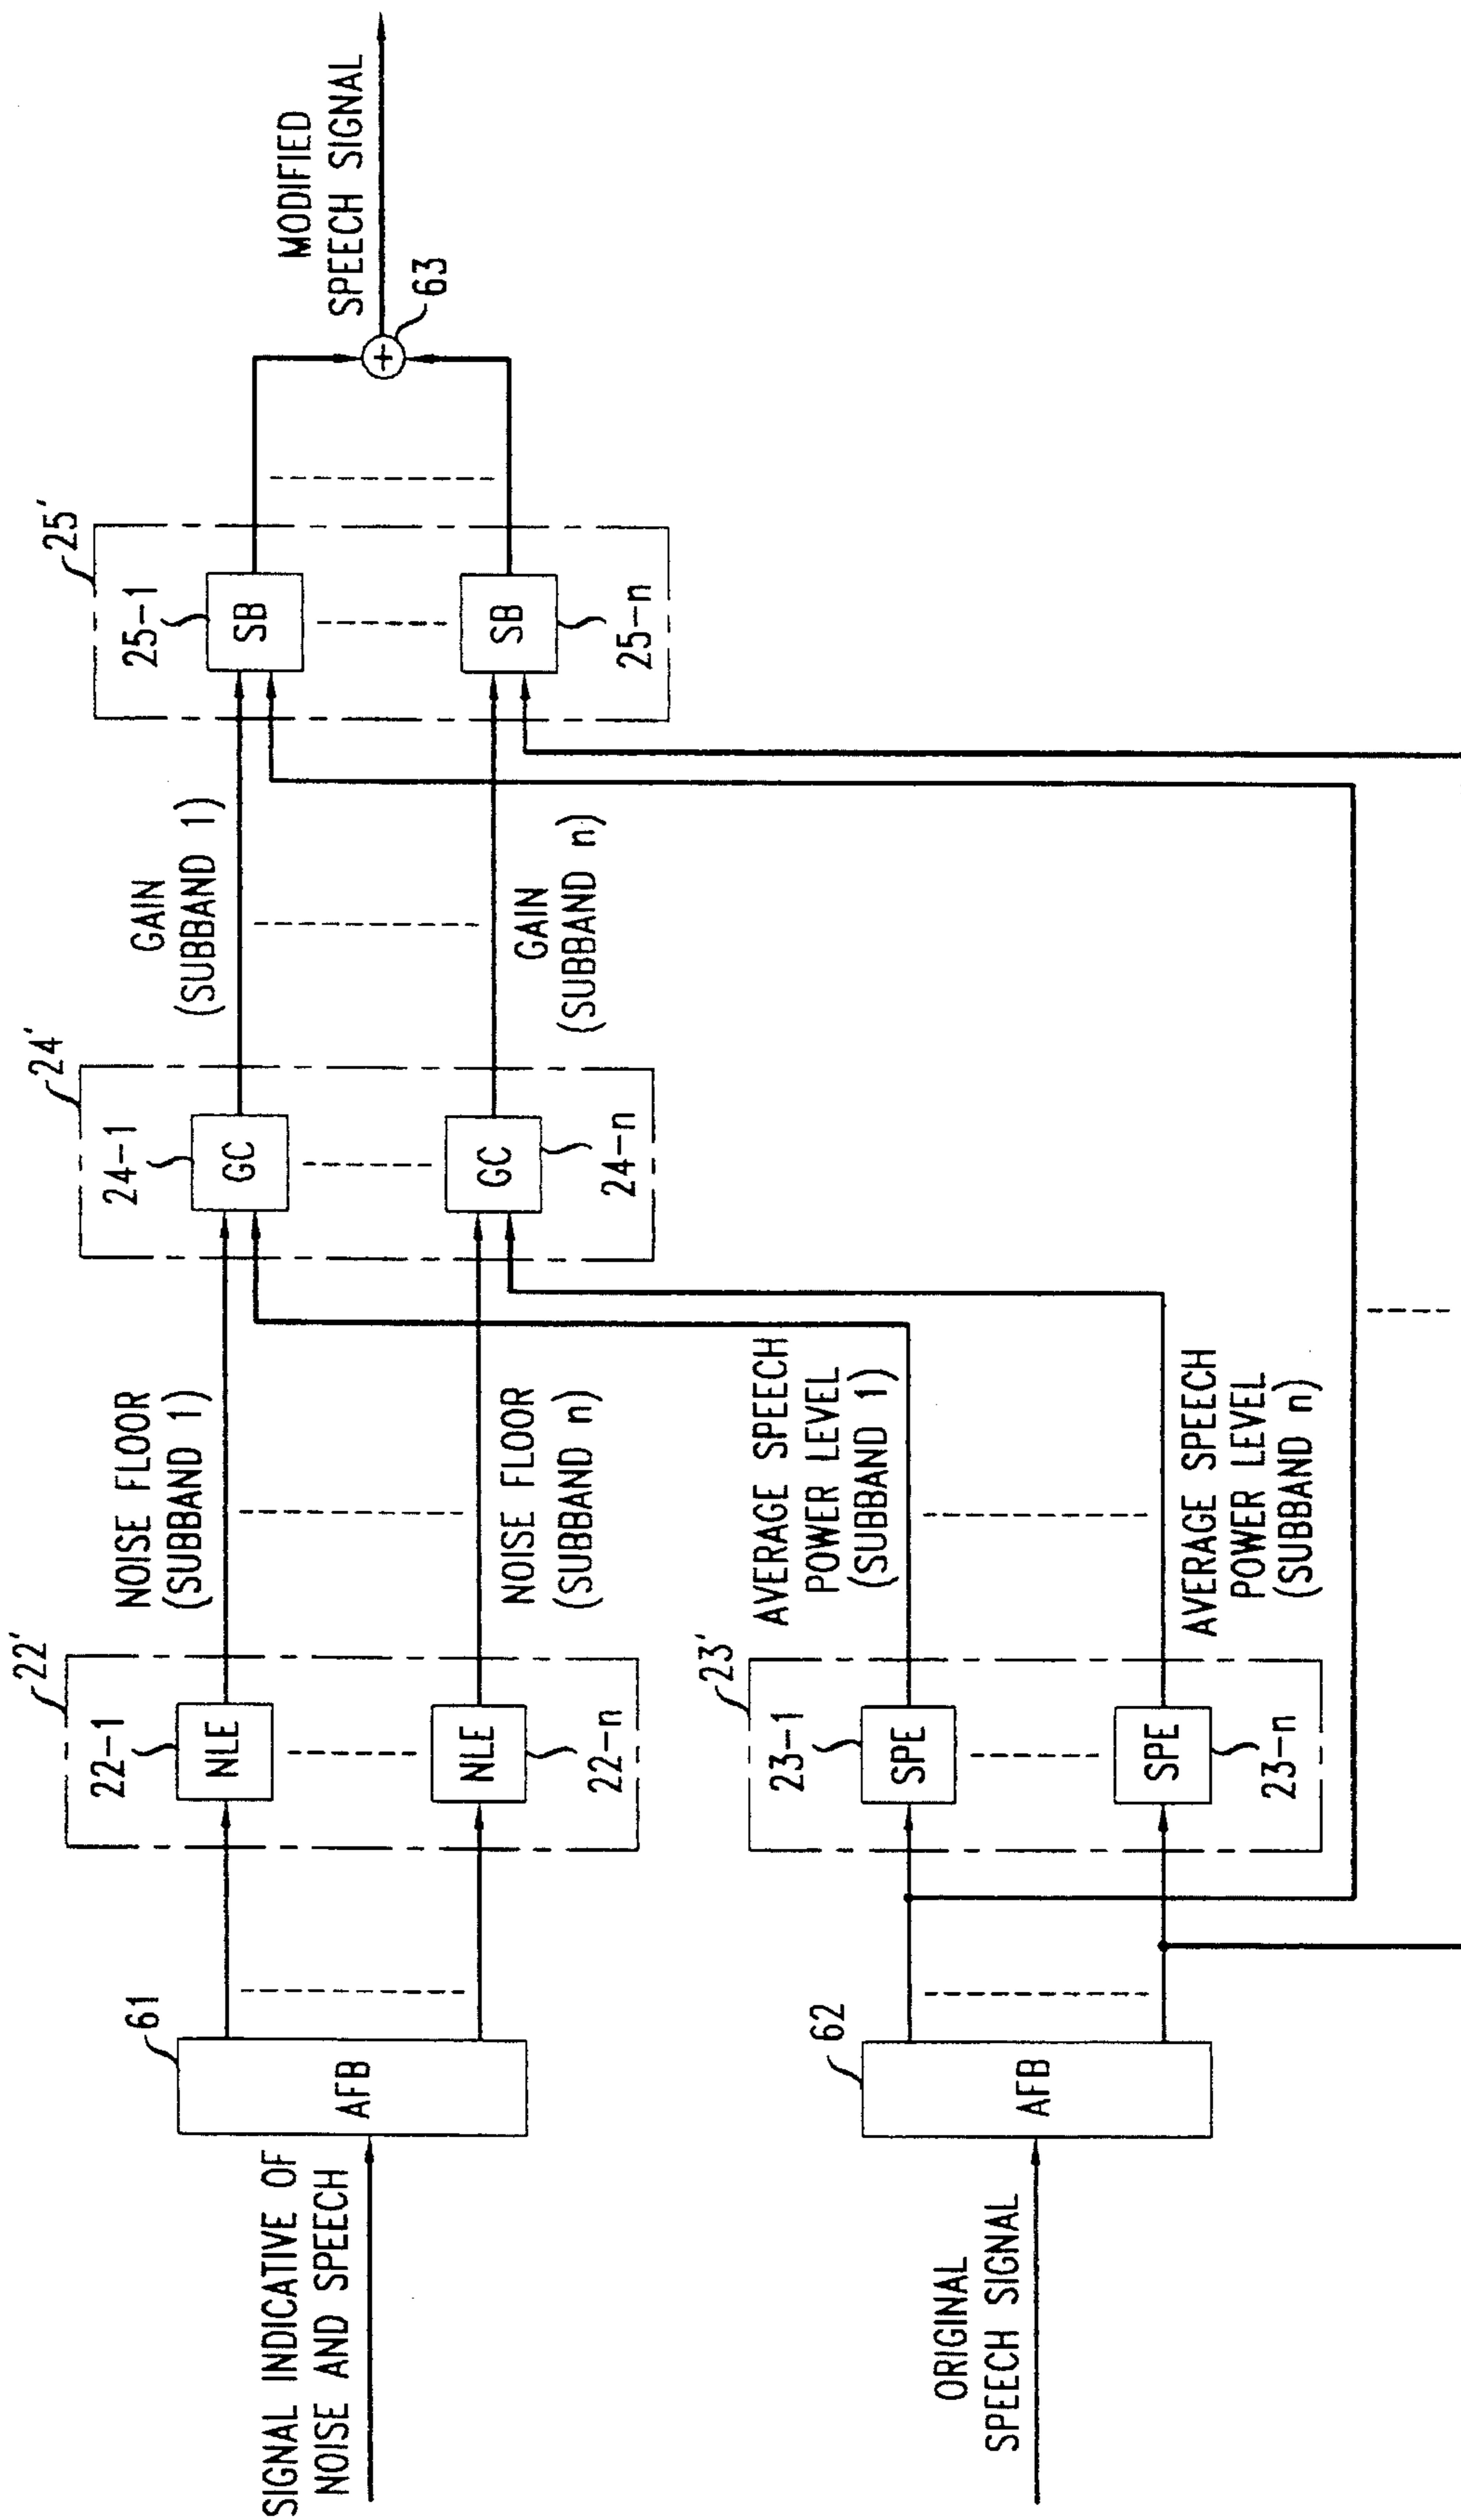 SIGNAL INDICATIVE OF
NOISE AND SPEECH
61
AFB
22'
22-1
NLE
NLE
22-n
NOISE FLOOR
(SUBBAND 1)
NOISE FLOOR
(SUBBAND n)
24'
24-1
GC
GC
24-n
GAIN
(SUBBAND 1)
GAIN
(SUBBAND n)
25'
25-1
SB
SB
25-n
+
63
MODIFIED
SPEECH SIGNAL
ORIGINAL
SPEECH SIGNAL
62
AFB
23'
23-1
SPE
SPE
23-n
AVERAGE SPEECH
POWER LEVEL
(SUBBAND 1)
AVERAGE SPEECH
POWER LEVEL
(SUBBAND n)